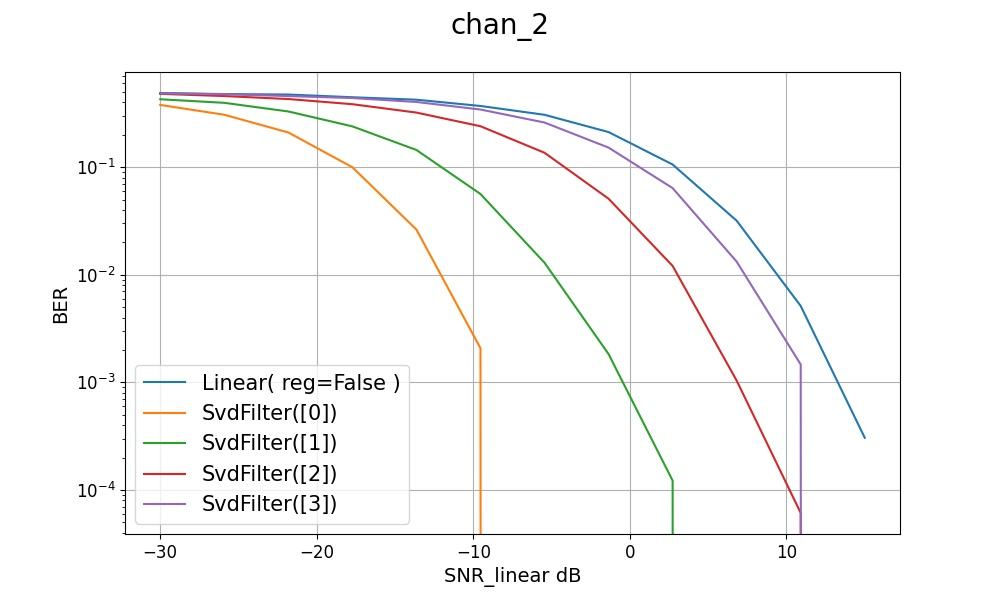 chan_2
BER
10⁻¹
10⁻²
10⁻³
10⁻⁴
Linear( reg=False )
SvdFilter([0])
SvdFilter([1])
SvdFilter([2])
SvdFilter([3])
−30 −20 −10 0 10
SNR_linear dB